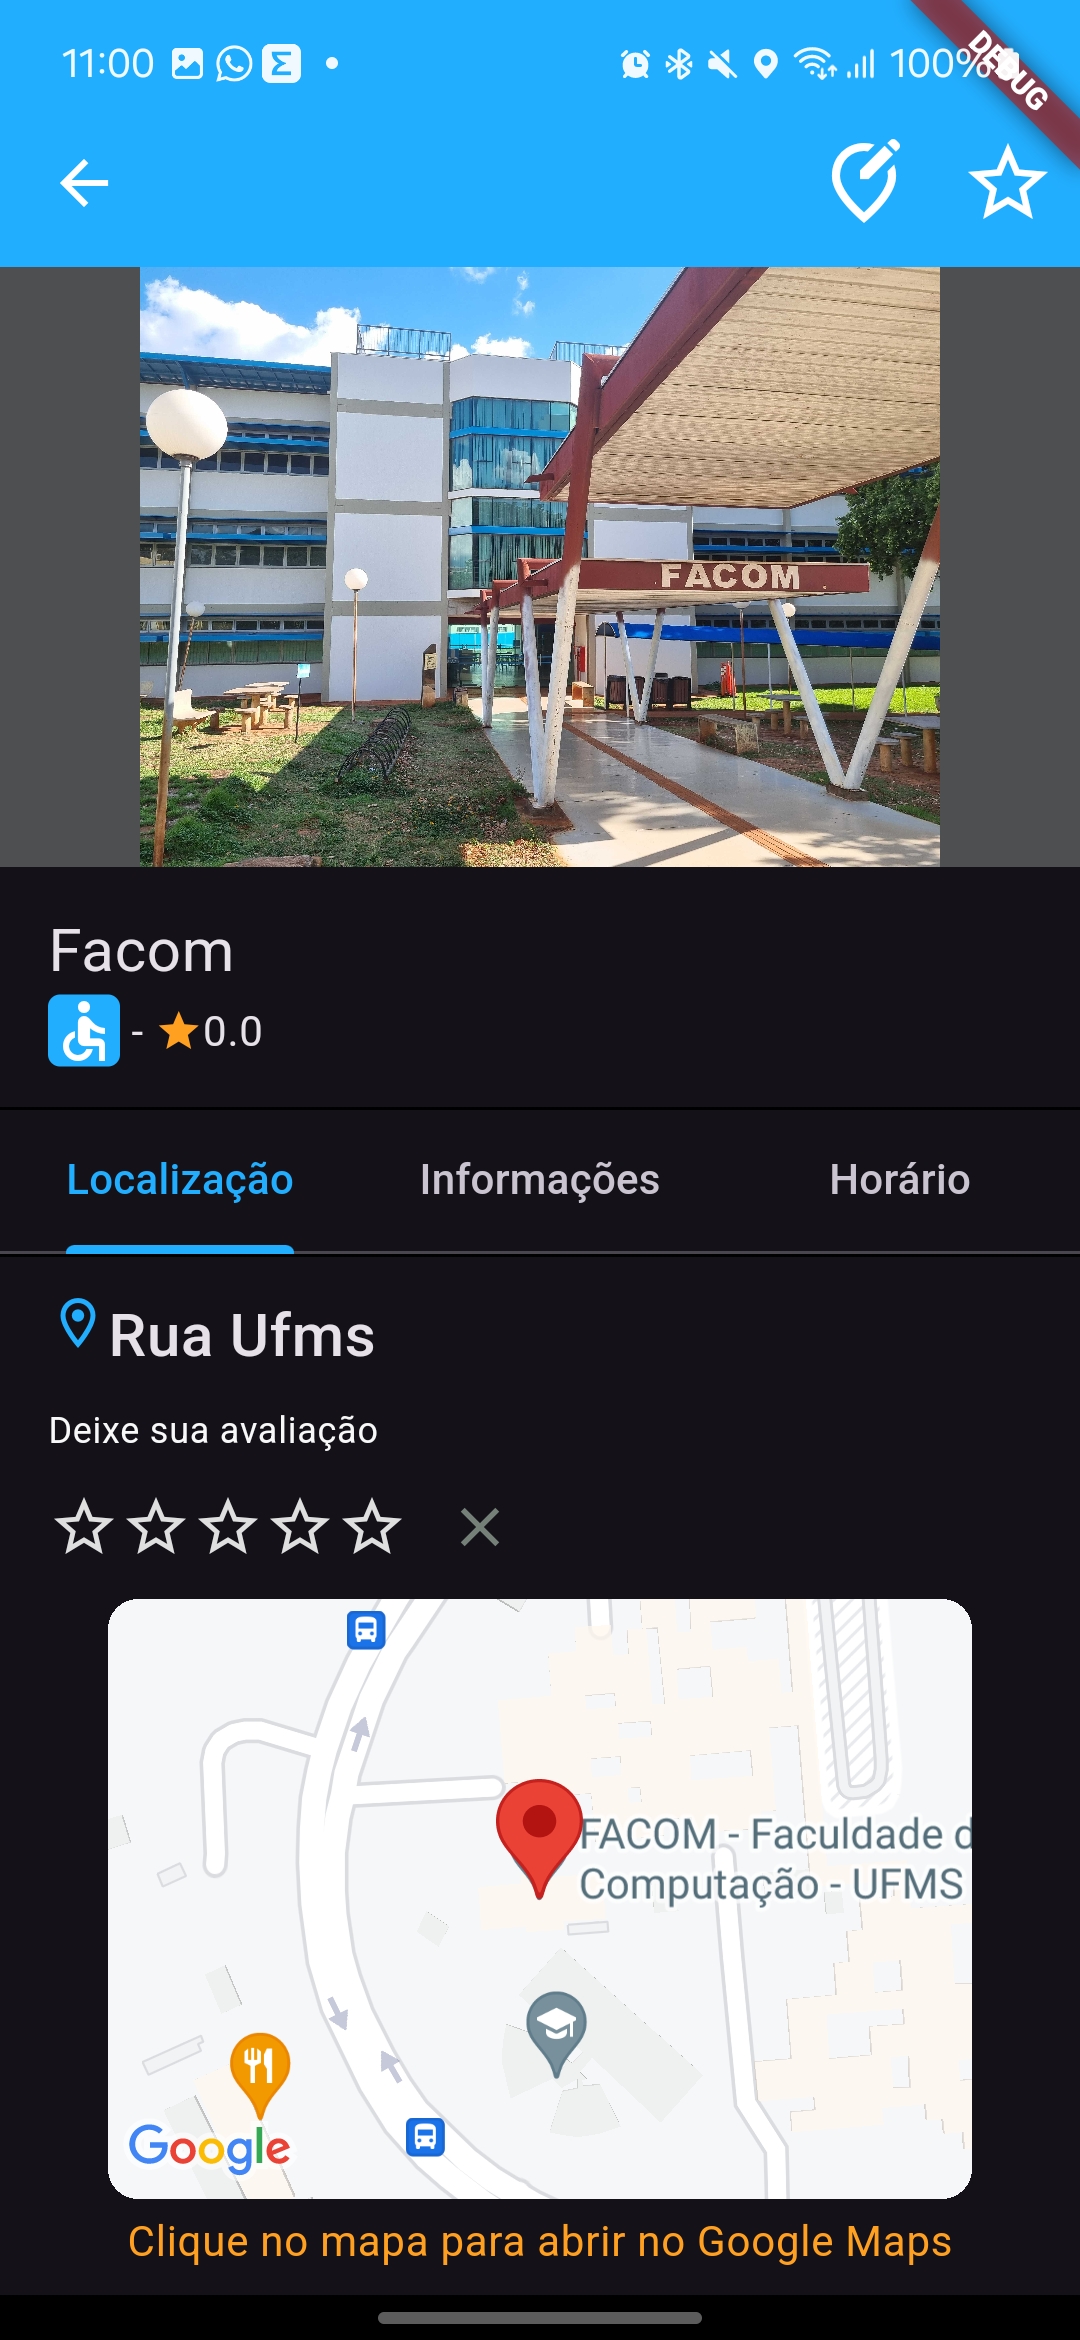 11:00
100%
DEBUG
FACOM
Facom
- 0.0
Localização Informações Horário
Rua Ufms
Deixe sua avaliação
FACOM - Faculdade d
Computação - UFMS
Google
Clique no mapa para abrir no Google Maps